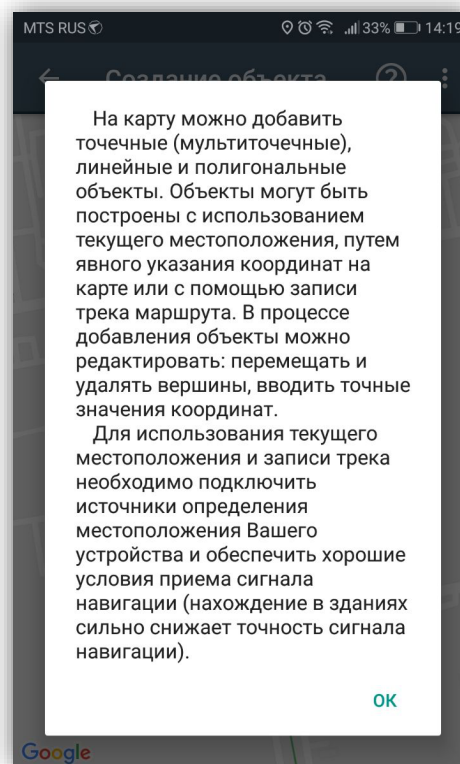 MTS RUS 33% 14:19
Создание объекта
На карту можно добавить
точечные (мультиточечные),
линейные и полигональные
объекты. Объекты могут быть
построены с использованием
текущего местоположения, путем
явного указания координат на
карте или с помощью записи
трека маршрута. В процессе
добавления объекты можно
редактировать: перемещать и
удалять вершины, вводить точные
значения координат.
Для использования текущего
местоположения и записи трека
необходимо подключить
источники определения
местоположения Вашего
устройства и обеспечить хорошие
условия приема сигнала
навигации (нахождение в зданиях
сильно снижает точность сигнала
навигации).
ОК
Google